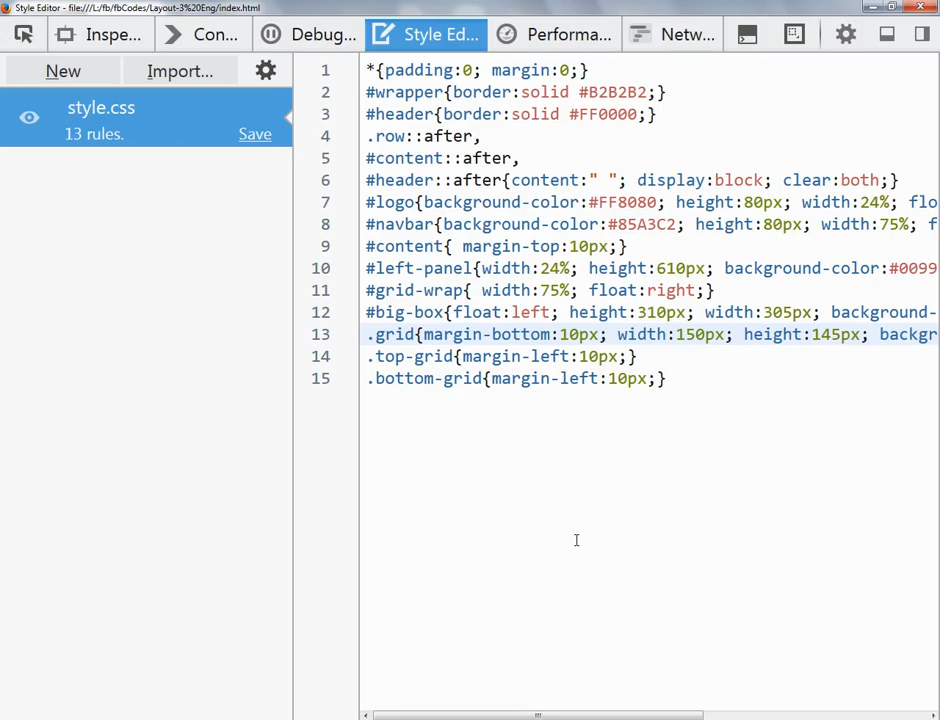 Style Editor - file:///L:/fb/fbCodes/Layout-3%20Eng/index.html
Inspe... Con... Debug... Style Ed... Performa... Netw...
New Import...
style.css
13 rules. Save
1 *{padding:0; margin:0;}
2 #wrapper{border:solid #B2B2B2;}
3 #header{border:solid #FF0000;}
4 .row::after,
5 #content::after,
6 #header::after{content:" "; display:block; clear:both;}
7 #logo{background-color:#FF8080; height:80px; width:24%; flo
8 #navbar{background-color:#85A3C2; height:80px; width:75%; f
9 #content{ margin-top:10px;}
10 #left-panel{width:24%; height:610px; background-color:#0099
11 #grid-wrap{ width:75%; float:right;}
12 #big-box{float:left; height:310px; width:305px; background-
13 .grid{margin-bottom:10px; width:150px; height:145px; backgr
14 .top-grid{margin-left:10px;}
15 .bottom-grid{margin-left:10px;}